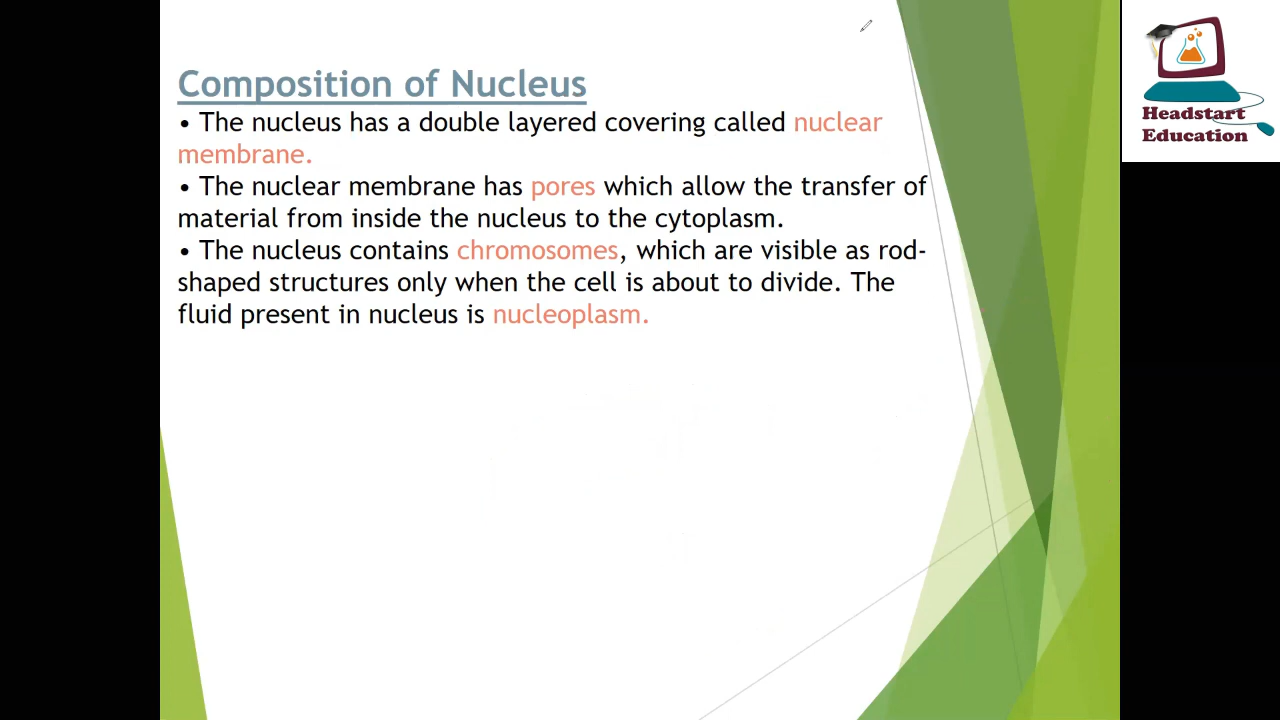 Composition of Nucleus
• The nucleus has a double layered covering called nuclear
membrane.
• The nuclear membrane has pores which allow the transfer of
material from inside the nucleus to the cytoplasm.
• The nucleus contains chromosomes, which are visible as rod-
shaped structures only when the cell is about to divide. The
fluid present in nucleus is nucleoplasm.
Headstart
Education